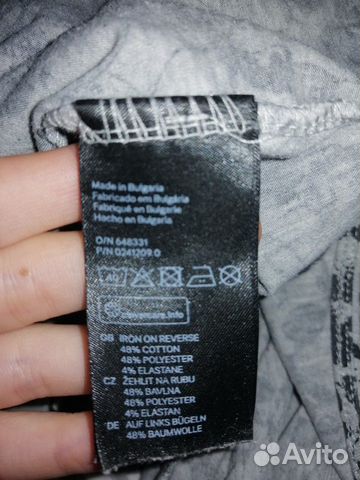 Made in Bulgaria
Fabricado em Bulgária
Fabriqué en Bulgarie
Hecho en Bulgaria
O/N 648331
P/N 0241209.0
clevercare.info
GB IRON ON REVERSE
48% COTTON
48% POLYESTER
4% ELASTANE
CZ ŽEHLIT NA RUBU
48% BAVLNA
48% POLYESTER
4% ELASTAN
DE AUF LINKS BÜGELN
48% BAUMWOLLE
Avito